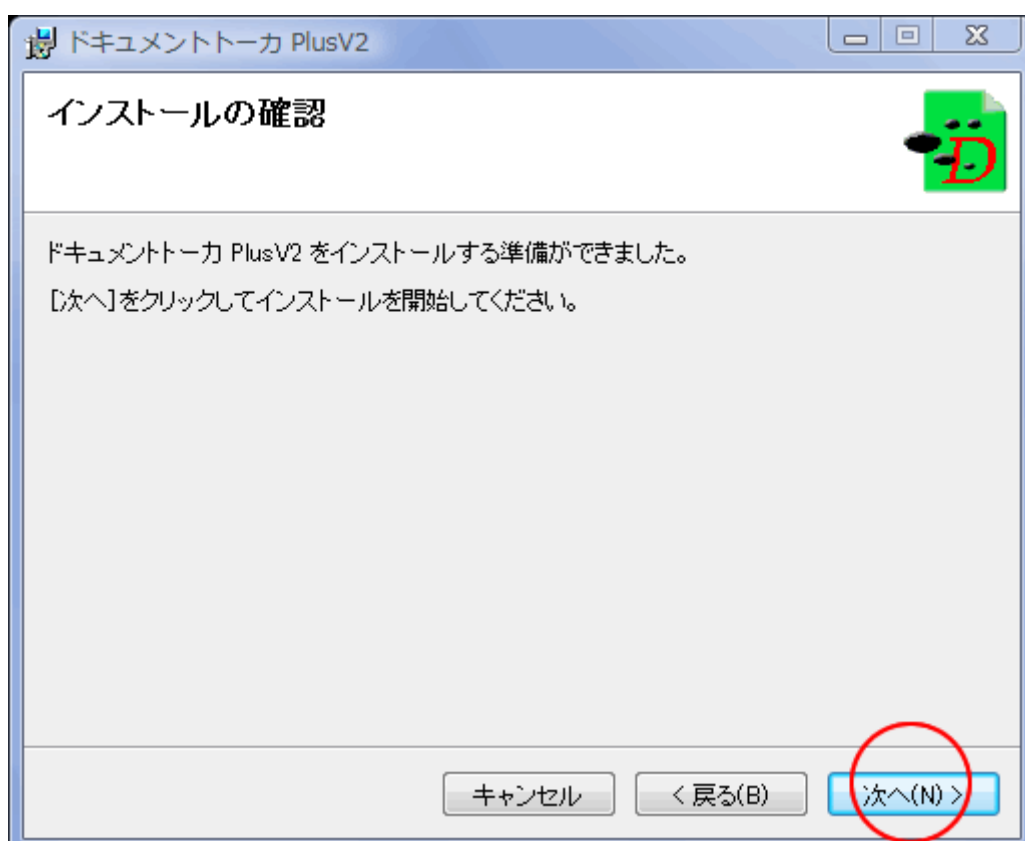 ドキュメントトーカ PlusV2
インストールの確認
D
ドキュメントトーカ PlusV2 をインストールする準備ができました。
[次へ]をクリックしてインストールを開始してください。
キャンセル
< 戻る(B)
次へ(N) >